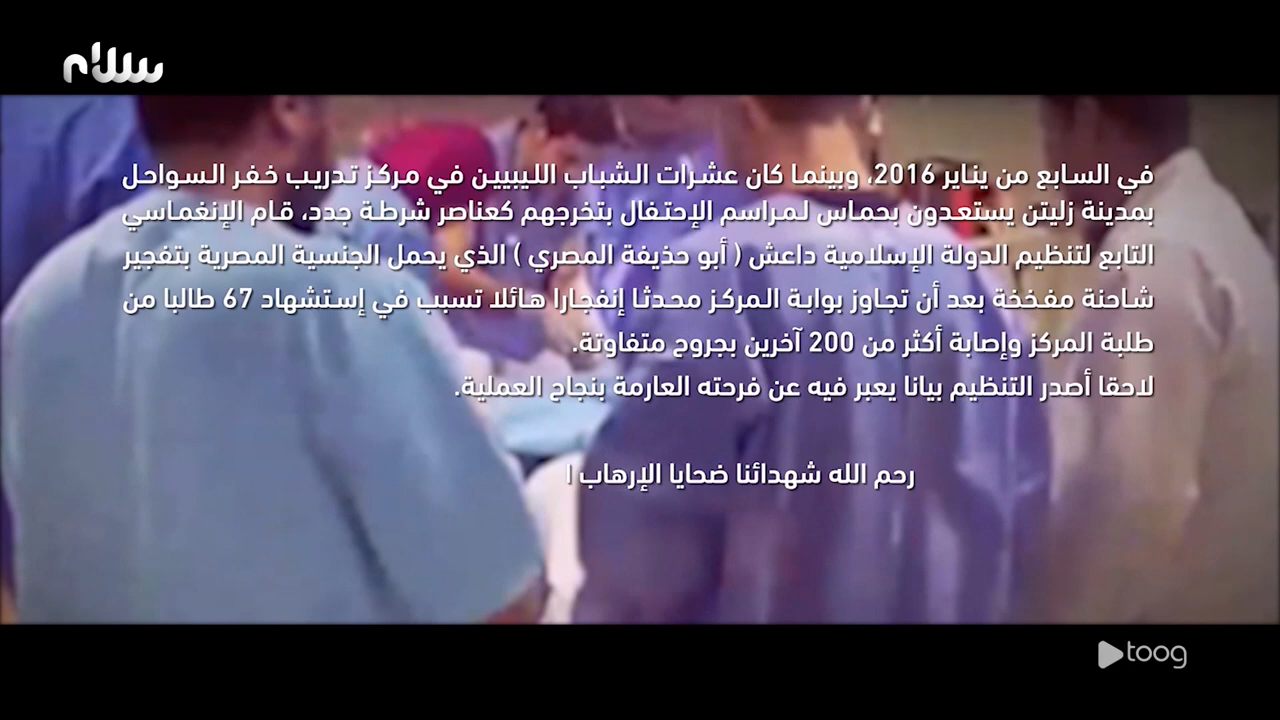 سلام
في السابع من يناير 2016، وبينما كان عشرات الشباب الليبيين في مركز تدريب خفر السواحل
بمدينة زليتن يستعدون بحماس لمراسم الإحتفال بتخرجهم كعناصر شرطة جدد، قام الإنغماسي
التابع لتنظيم الدولة الإسلامية داعش ( أبو حذيفة المصري ) الذي يحمل الجنسية المصرية بتفجير
شاحنة مفخخة بعد أن تجاوز بوابة المركز محدثا إنفجارا هائلا تسبب في إستشهاد 67 طالبا من
طلبة المركز وإصابة أكثر من 200 آخرين بجروح متفاوتة.
لاحقا أصدر التنظيم بيانا يعبر فيه عن فرحته العارمة بنجاح العملية.
رحم الله شهدائنا ضحايا الإرهاب ا
toog